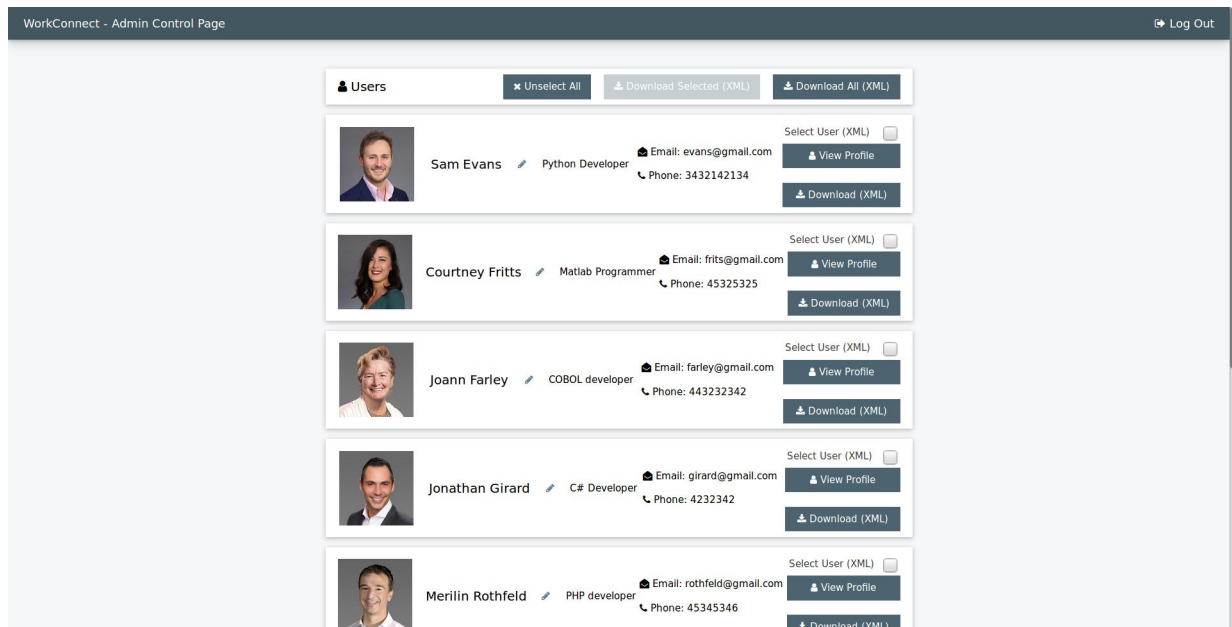 WorkConnect - Admin Control Page
Log Out
Users
Unselect All
Download Selected (XML)
Download All (XML)
Select User (XML)
Sam Evans
Python Developer
Email: evans@gmail.com
Phone: 3432142134
View Profile
Download (XML)
Select User (XML)
Courtney Fritts
Matlab Programmer
Email: frits@gmail.com
Phone: 45325325
View Profile
Download (XML)
Select User (XML)
Joann Farley
COBOL developer
Email: farley@gmail.com
Phone: 443232342
View Profile
Download (XML)
Select User (XML)
Jonathan Girard
C# Developer
Email: girard@gmail.com
Phone: 4232342
View Profile
Download (XML)
Select User (XML)
Merilin Rothfeld
PHP developer
Email: rothfeld@gmail.com
Phone: 45345346
View Profile
Download (XML)